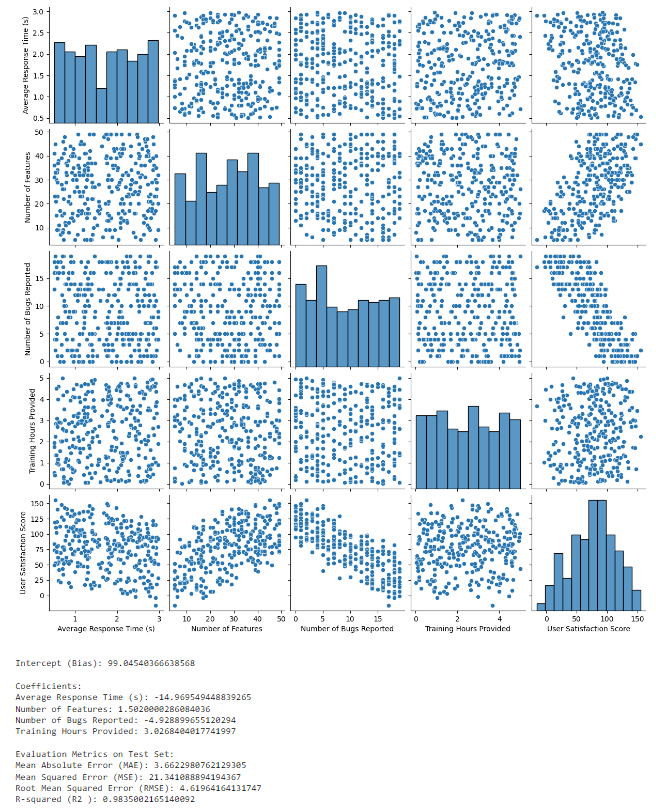 Average Response Time (s)
3.0
2.5
2.0
1.5
1.0
0.5
Number of Features
50
40
30
20
10
Number of Bugs Reported
15
10
5
0
Training Hours Provided
5
4
3
2
1
0
User Satisfaction Score
150
125
100
75
50
25
0
1 2 3
Average Response Time (s)
10 20 30 40 50
Number of Features
0 5 10 15
Number of Bugs Reported
0 2 4
Training Hours Provided
0 50 100 150
User Satisfaction Score
Intercept (Bias): 99.04540366638568
Coefficients:
Average Response Time (s): -14.969549448839265
Number of Features: 1.5020000286084036
Number of Bugs Reported: -4.928899655120294
Training Hours Provided: 3.0268404017741997
Evaluation Metrics on Test Set:
Mean Absolute Error (MAE): 3.6622980762129305
Mean Squared Error (MSE): 21.341088894194367
Root Mean Squared Error (RMSE): 4.61964164131747
R-squared (R2 ): 0.9835002165140092